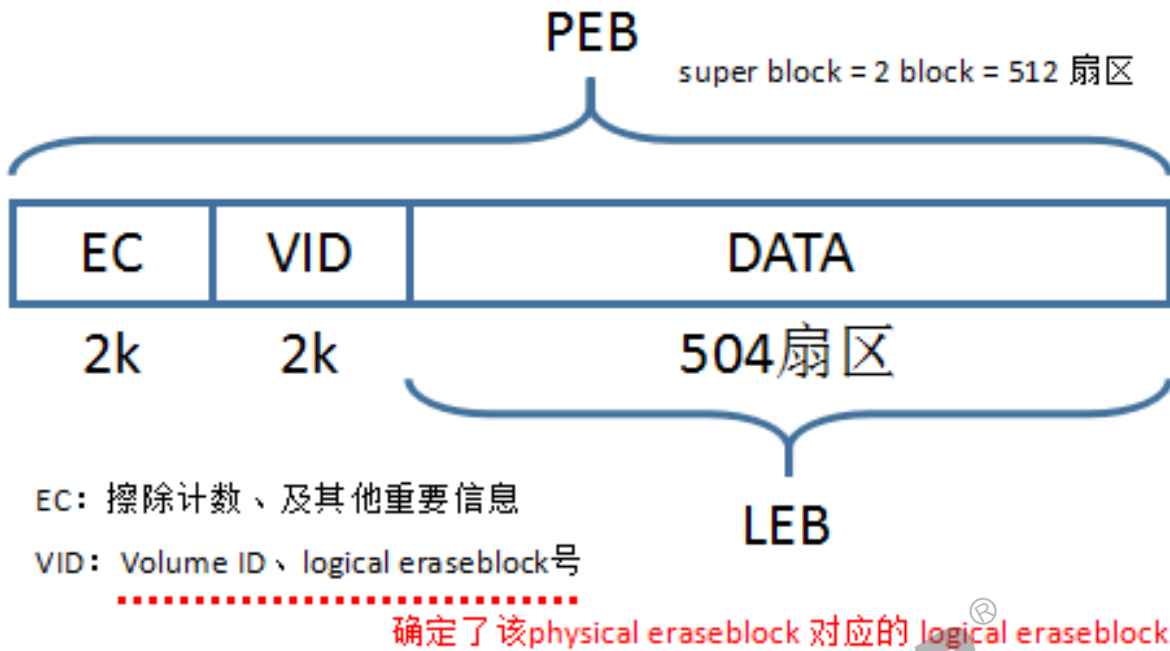 PEB
super block = 2 block = 512 扇区
EC VID DATA
2k 2k 504扇区
EC：擦除计数、及其他重要信息
LEB
VID：Volume ID、logical eraseblock号
确定了该physical eraseblock 对应的 logical eraseblock
®